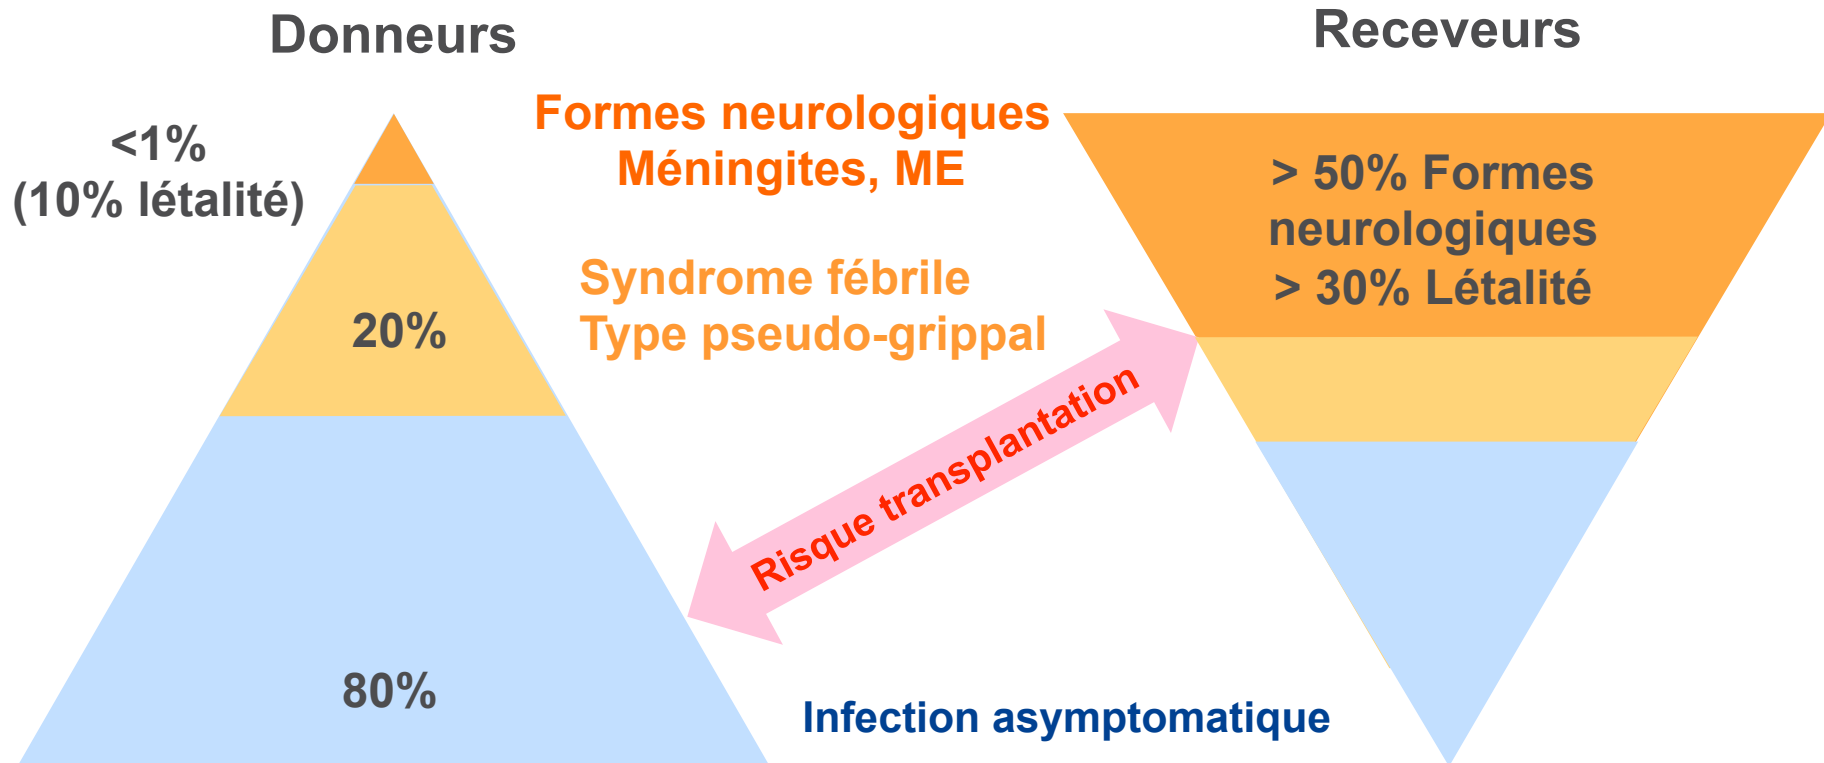 Donneurs
Receveurs
<1%
(10% létalité)
Formes neurologiques
Méningites, ME
> 50% Formes
neurologiques
> 30% Létalité
Syndrome fébrile
Type pseudo-grippal
20%
Risque transplantation
80%
Infection asymptomatique